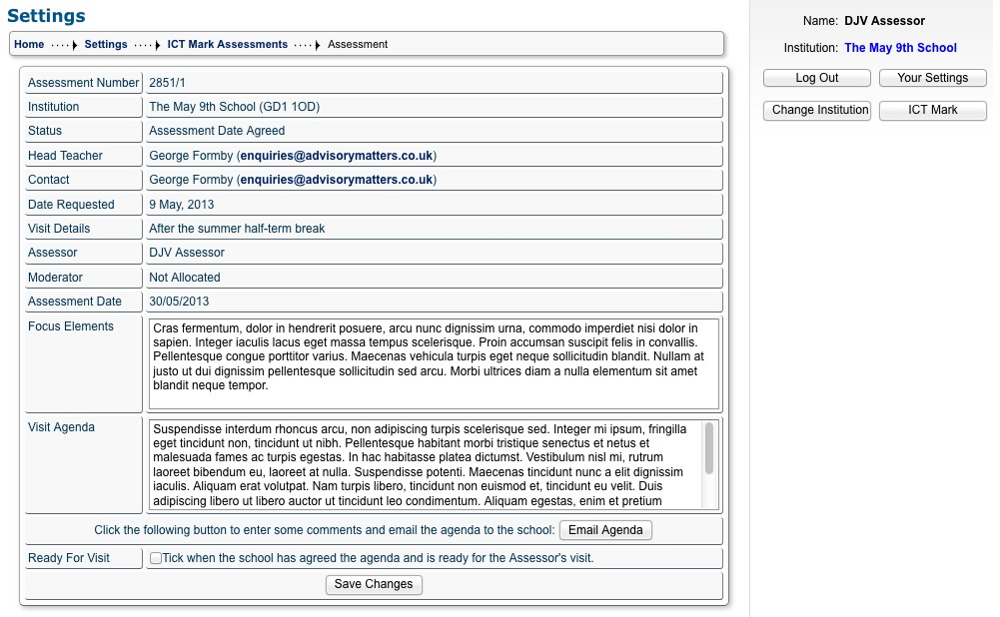 Settings
Home Settings ICT Mark Assessments Assessment
Assessment Number 2851/1
Institution The May 9th School (GD1 1OD)
Status Assessment Date Agreed
Head Teacher George Formby (enquiries@advisorymatters.co.uk)
Contact George Formby (enquiries@advisorymatters.co.uk)
Date Requested 9 May, 2013
Visit Details After the summer half-term break
Assessor DJV Assessor
Moderator Not Allocated
Assessment Date 30/05/2013
Focus Elements Cras fermentum, dolor in hendrerit posuere, arcu nunc dignissim urna, commodo imperdiet nisi dolor in
sapien. Integer iaculis lacus eget massa tempus scelerisque. Proin accumsan suscipit felis in convallis.
Pellentesque congue porttitor varius. Maecenas vehicula turpis eget neque sollicitudin blandit. Nullam at
justo ut dui dignissim pellentesque sollicitudin sed arcu. Morbi ultrices diam a nulla elementum sit amet
blandit neque tempor.
Visit Agenda Suspendisse interdum rhoncus arcu, non adipiscing turpis scelerisque sed. Integer mi ipsum, fringilla
eget tincidunt non, tincidunt ut nibh. Pellentesque habitant morbi tristique senectus et netus et
malesuada fames ac turpis egestas. In hac habitasse platea dictumst. Vestibulum nisl mi, rutrum
laoreet bibendum eu, laoreet at nulla. Suspendisse potenti. Maecenas tincidunt nunc a elit dignissim
iaculis. Aliquam erat volutpat. Nam turpis libero, tincidunt non euismod et, tincidunt eu velit. Duis
adipiscing libero ut libero auctor ut tincidunt leo condimentum. Aliquam egestas, enim et pretium
Click the following button to enter some comments and email the agenda to the school: Email Agenda
Ready For Visit Tick when the school has agreed the agenda and is ready for the Assessor's visit.
Save Changes
Name: DJV Assessor
Institution: The May 9th School
Log Out Your Settings
Change Institution ICT Mark